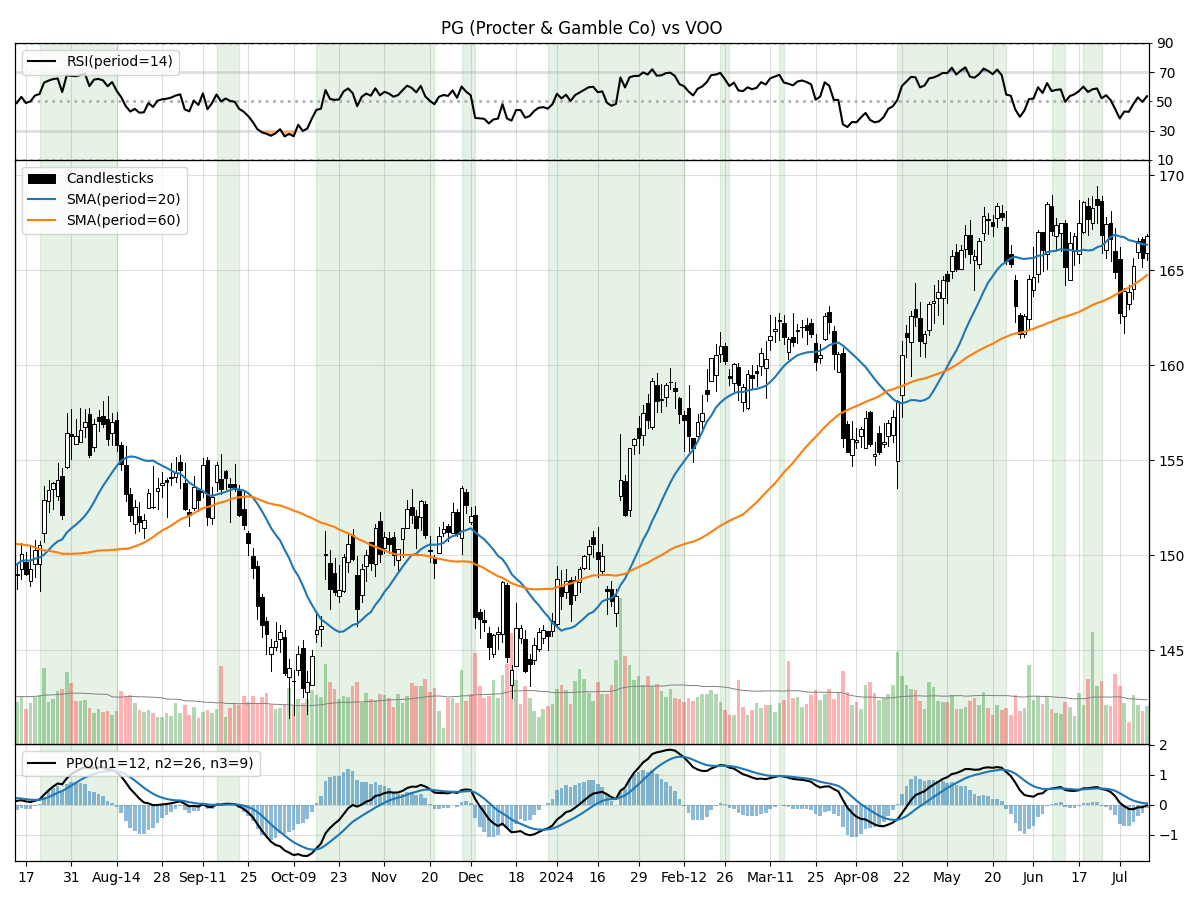 PG (Procter & Gamble Co) vs VOO
RSI(period=14)
90
70
50
30
10
Candlesticks
SMA(period=20)
SMA(period=60)
170
165
160
155
150
145
PPO(n1=12, n2=26, n3=9)
2
1
0
−1
17 31 Aug-14 28 Sep-11 25 Oct-09 23 Nov 20 Dec 18 2024 16 29 Feb-12 26 Mar-11 25 Apr-08 22 May 20 Jun 17 Jul